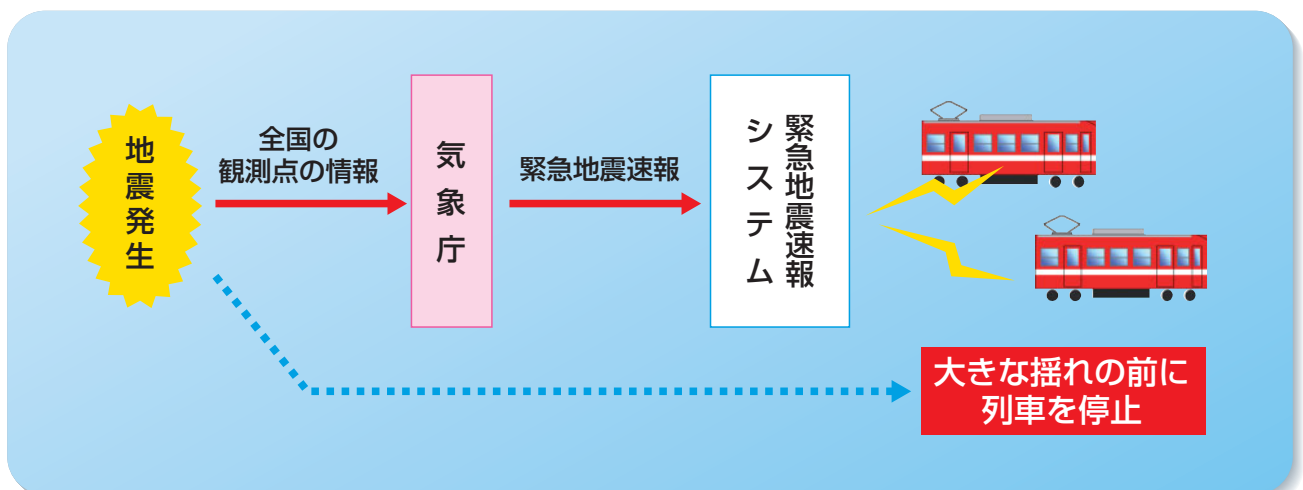 地震発生
全国の
観測点の情報
気象庁
緊急地震速報
緊急地震速報
システム
大きな揺れの前に
列車を停止